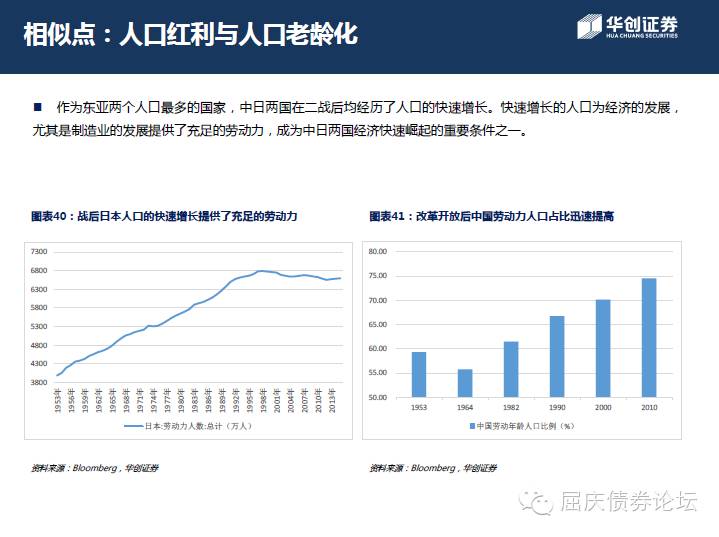 相似点：人口红利与人口老龄化
华创证券
HUA CHUANG SECURITIES
■ 作为东亚两个人口最多的国家，中日两国在二战后均经历了人口的快速增长。快速增长的人口为经济的发展，
尤其是制造业的发展提供了充足的劳动力，成为中日两国经济快速崛起的重要条件之一。
图表40：战后日本人口的快速增长提供了充足的劳动力
7300
6800
6300
5800
5300
4800
4300
3800
1953年 1956年 1959年 1962年 1965年 1968年 1971年 1974年 1977年 1980年 1983年 1986年 1989年 1992年 1995年 1998年 2001年 2004年 2007年 2010年 2013年
日本:劳动力人数:总计（万人）
资料来源：Bloomberg，华创证券
图表41：改革开放后中国劳动力人口占比迅速提高
80.00
75.00
70.00
65.00
60.00
55.00
50.00
1953 1964 1982 1990 2000 2010
中国劳动年龄人口比例（%）
资料来源：Bloomberg，华创证券
屈庆债券论坛